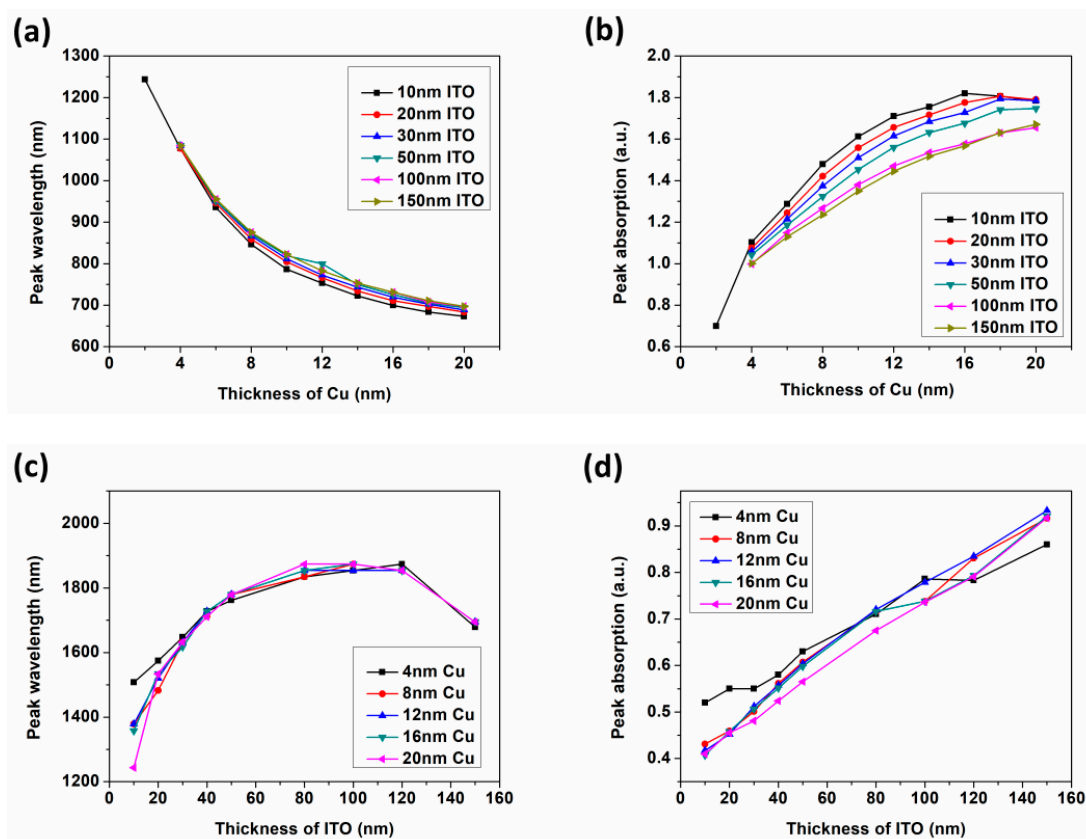 (a)
1300
1200
1100
1000
900
800
700
600
0 4 8 12 16 20
Peak wavelength (nm)
Thickness of Cu (nm)
10nm ITO
20nm ITO
30nm ITO
50nm ITO
100nm ITO
150nm ITO
(b)
2.0
1.8
1.6
1.4
1.2
1.0
0.8
0.6
0 4 8 12 16 20
Peak absorption (a.u.)
Thickness of Cu (nm)
10nm ITO
20nm ITO
30nm ITO
50nm ITO
100nm ITO
150nm ITO
(c)
2000
1800
1600
1400
1200
0 20 40 60 80 100 120 140 160
Peak wavelength (nm)
Thickness of ITO (nm)
4nm Cu
8nm Cu
12nm Cu
16nm Cu
20nm Cu
(d)
0.9
0.8
0.7
0.6
0.5
0.4
0 20 40 60 80 100 120 140 160
Peak absorption (a.u.)
Thickness of ITO (nm)
4nm Cu
8nm Cu
12nm Cu
16nm Cu
20nm Cu